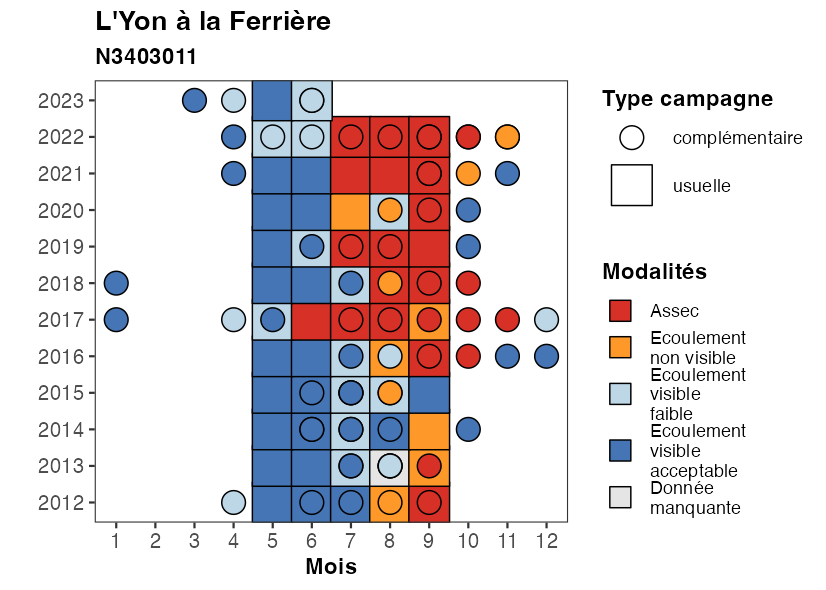 L'Yon à la Ferrière
N3403011
2023
2022
2021
2020
2019
2018
2017
2016
2015
2014
2013
2012
1 2 3 4 5 6 7 8 9 10 11 12
Mois
Type campagne
complémentaire
usuelle
Modalités
Assec
Ecoulement
non visible
Ecoulement
visible
faible
Ecoulement
visible
acceptable
Donnée
manquante